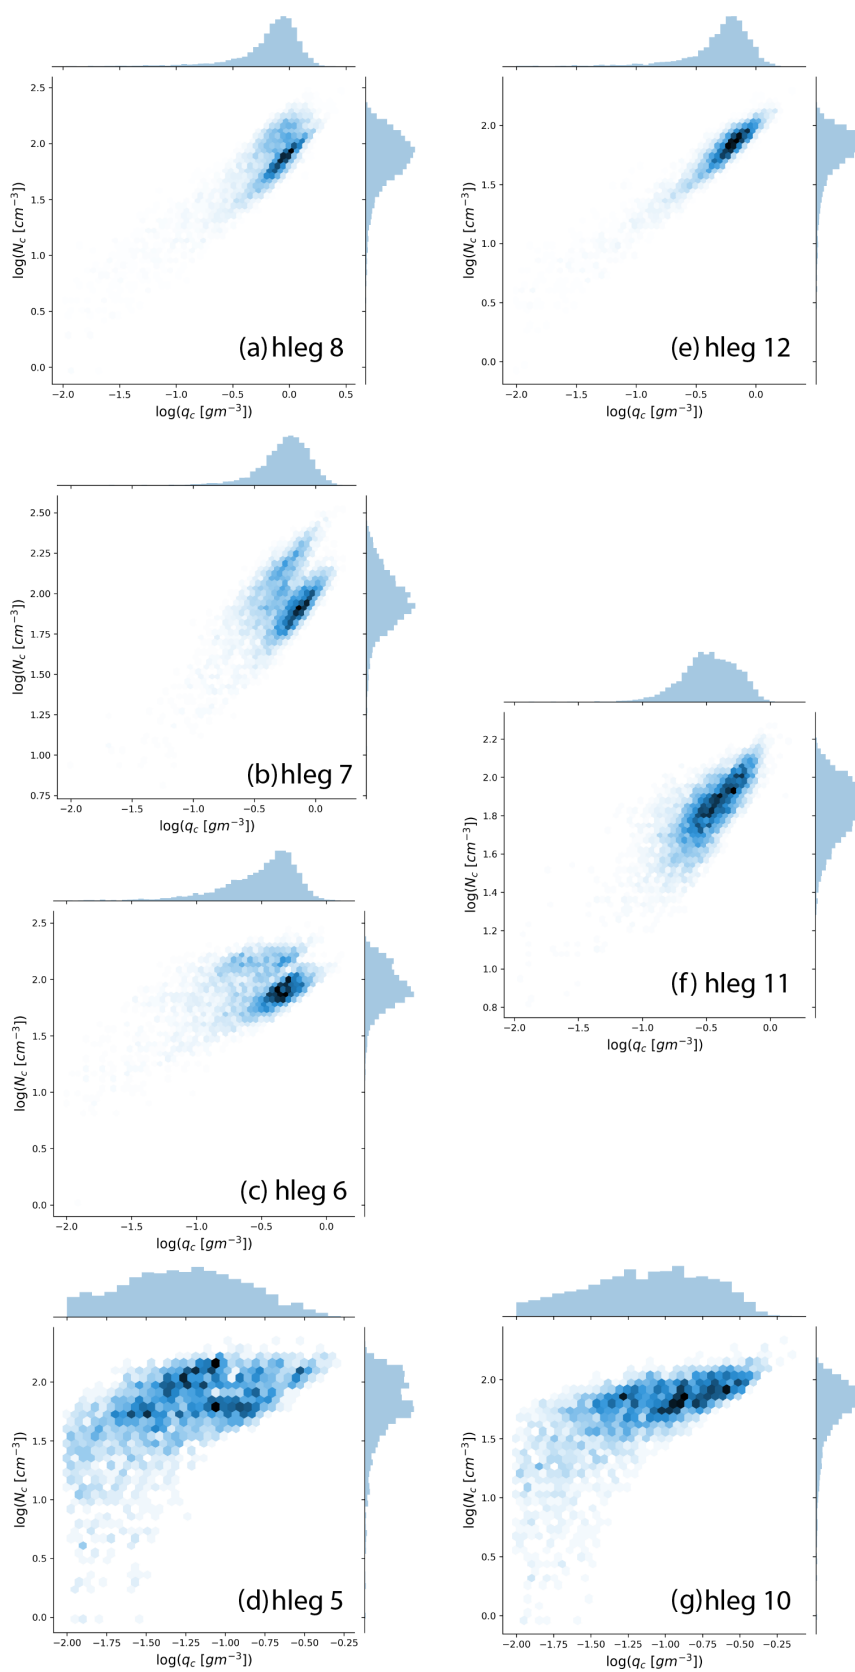 2.5
2.0
1.5
1.0
0.5
0.0
log(N_c [cm^{-3}])
(a) hleg 8
−2.0 −1.5 −1.0 −0.5 0.0 0.5
log(q_c [gm^{-3}])
2.0
1.5
1.0
0.5
0.0
log(N_c [cm^{-3}])
(e) hleg 12
−2.0 −1.5 −1.0 −0.5 0.0
log(q_c [gm^{-3}])
2.50
2.25
2.00
1.75
1.50
1.25
1.00
0.75
log(N_c [cm^{-3}])
(b) hleg 7
−2.0 −1.5 −1.0 −0.5 0.0
log(q_c [gm^{-3}])
2.2
2.0
1.8
1.6
1.4
1.2
1.0
0.8
log(N_c [cm^{-3}])
(f) hleg 11
−2.0 −1.5 −1.0 −0.5 0.0
log(q_c [gm^{-3}])
2.5
2.0
1.5
1.0
0.5
0.0
log(N_c [cm^{-3}])
(c) hleg 6
−2.0 −1.5 −1.0 −0.5 0.0
log(q_c [gm^{-3}])
2.0
1.5
1.0
0.5
0.0
log(N_c [cm^{-3}])
(d) hleg 5
−2.00 −1.75 −1.50 −1.25 −1.00 −0.75 −0.50 −0.25
log(q_c [gm^{-3}])
2.0
1.5
1.0
0.5
0.0
log(N_c [cm^{-3}])
(g) hleg 10
−2.00 −1.75 −1.50 −1.25 −1.00 −0.75 −0.50 −0.25
log(q_c [gm^{-3}])